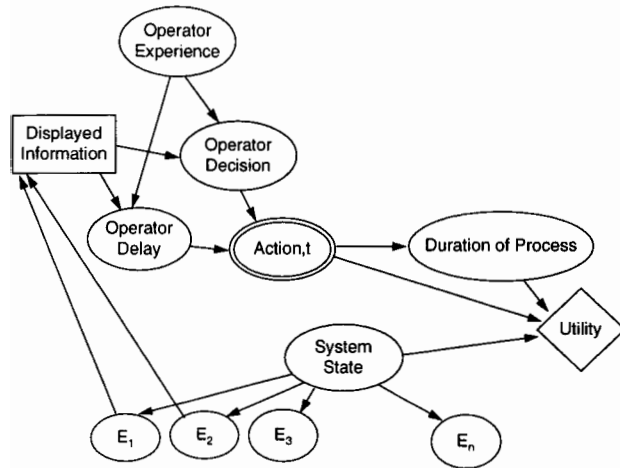 Operator
Experience
Displayed
Information
Operator
Decision
Operator
Delay
Action,t
Duration of Process
Utility
System
State
E1
E2
E3
En